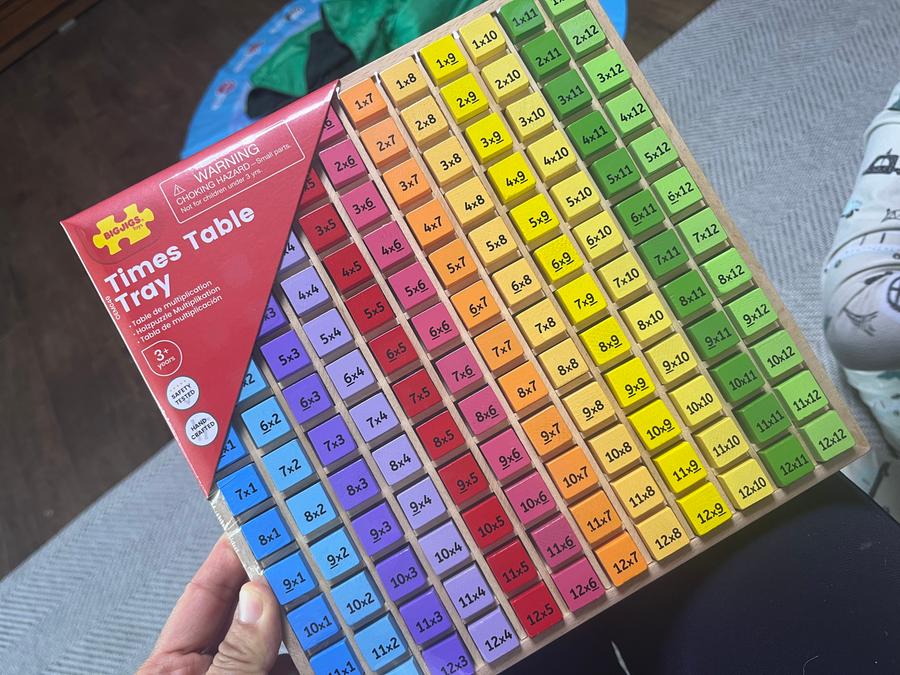 WARNING
CHOKING HAZARD – Small parts.
Not for children under 3 yrs.
BIGJIGS
toys
Times Table
Tray
• Table de multiplication
• Holzpuzzle Multiplikation
• Tabla de multiplicación
3+
years
SAFETY
TESTED
HAND
CRAFTED
1x7 1x8 1x9 1x10 1x11
2x6 2x7 2x8 2x9 2x10 2x11 2x12
3x5 3x6 3x7 3x8 3x9 3x10 3x11 3x12
4x4 4x5 4x6 4x7 4x8 4x9 4x10 4x11 4x12
5x3 5x4 5x5 5x6 5x7 5x8 5x9 5x10 5x11 5x12
6x2 6x3 6x4 6x5 6x6 6x7 6x8 6x9 6x10 6x11 6x12
7x1 7x2 7x3 7x4 7x5 7x6 7x7 7x8 7x9 7x10 7x11 7x12
8x1 8x2 8x3 8x4 8x5 8x6 8x7 8x8 8x9 8x10 8x11 8x12
9x1 9x2 9x3 9x4 9x5 9x6 9x7 9x8 9x9 9x10 9x11 9x12
10x1 10x2 10x3 10x4 10x5 10x6 10x7 10x8 10x9 10x10 10x11 10x12
11x1 11x2 11x3 11x4 11x5 11x6 11x7 11x8 11x9 11x10 11x11 11x12
12x3 12x4 12x5 12x6 12x7 12x8 12x9 12x10 12x11 12x12